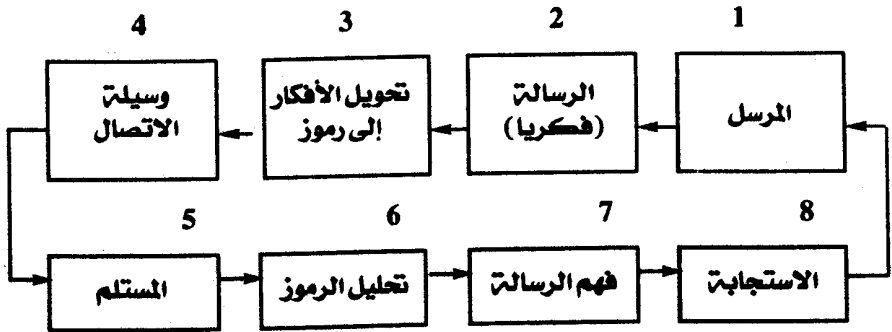 1
المرسل
2
الرسالة
(فكريا)
3
تحويل الأفكار
إلى رموز
4
وسيلة
الاتصال
5
المستلم
6
تحليل الرموز
7
فهم الرسالة
8
الاستجابة